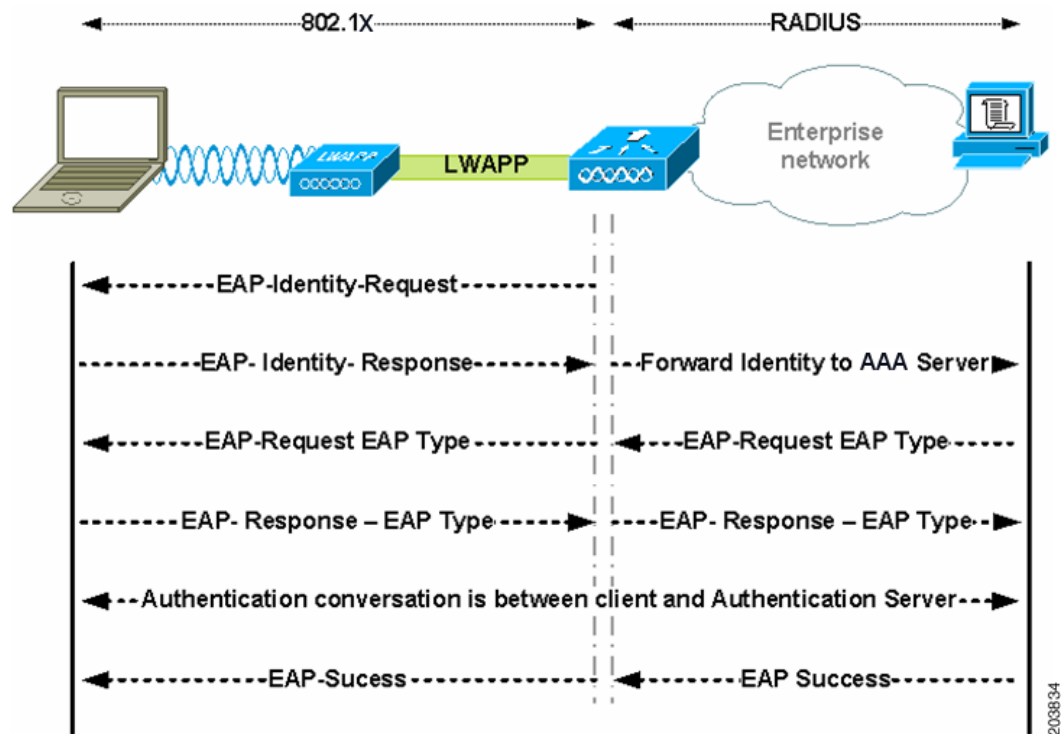 802.1X
RADIUS
LWAPP
LWAPP
Enterprise
network
EAP-Identity-Request
EAP- Identity- Response
Forward Identity to AAA Server
EAP-Request EAP Type
EAP-Request EAP Type
EAP- Response – EAP Type
EAP- Response – EAP Type
Authentication conversation is between client and Authentication Server
EAP-Sucess
EAP Success
203834